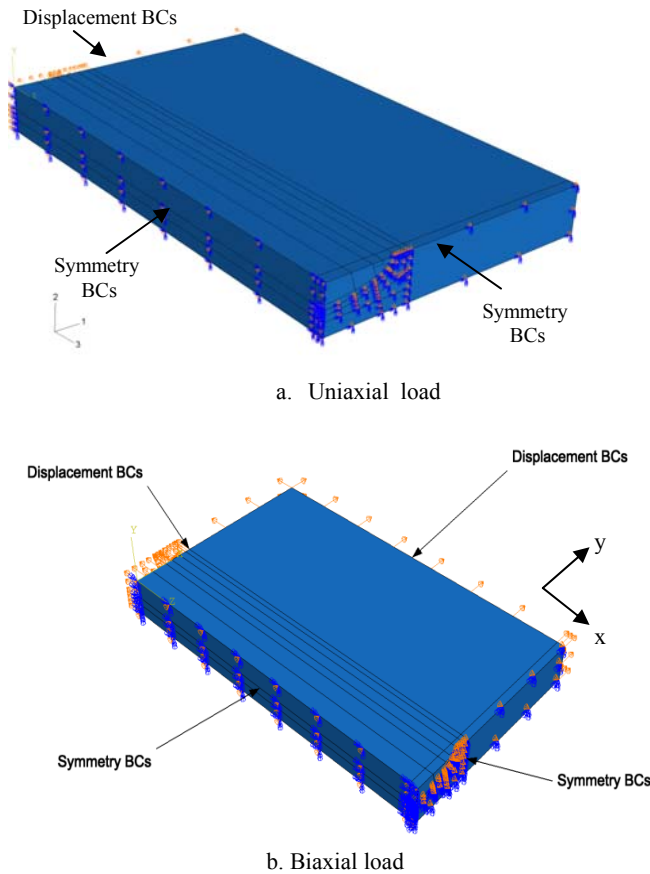 Displacement BCs
Symmetry
BCs
Symmetry
BCs
2
1
3
a. Uniaxial load
Displacement BCs
Displacement BCs
Y
Z
y
x
Symmetry BCs
Symmetry BCs
b. Biaxial load